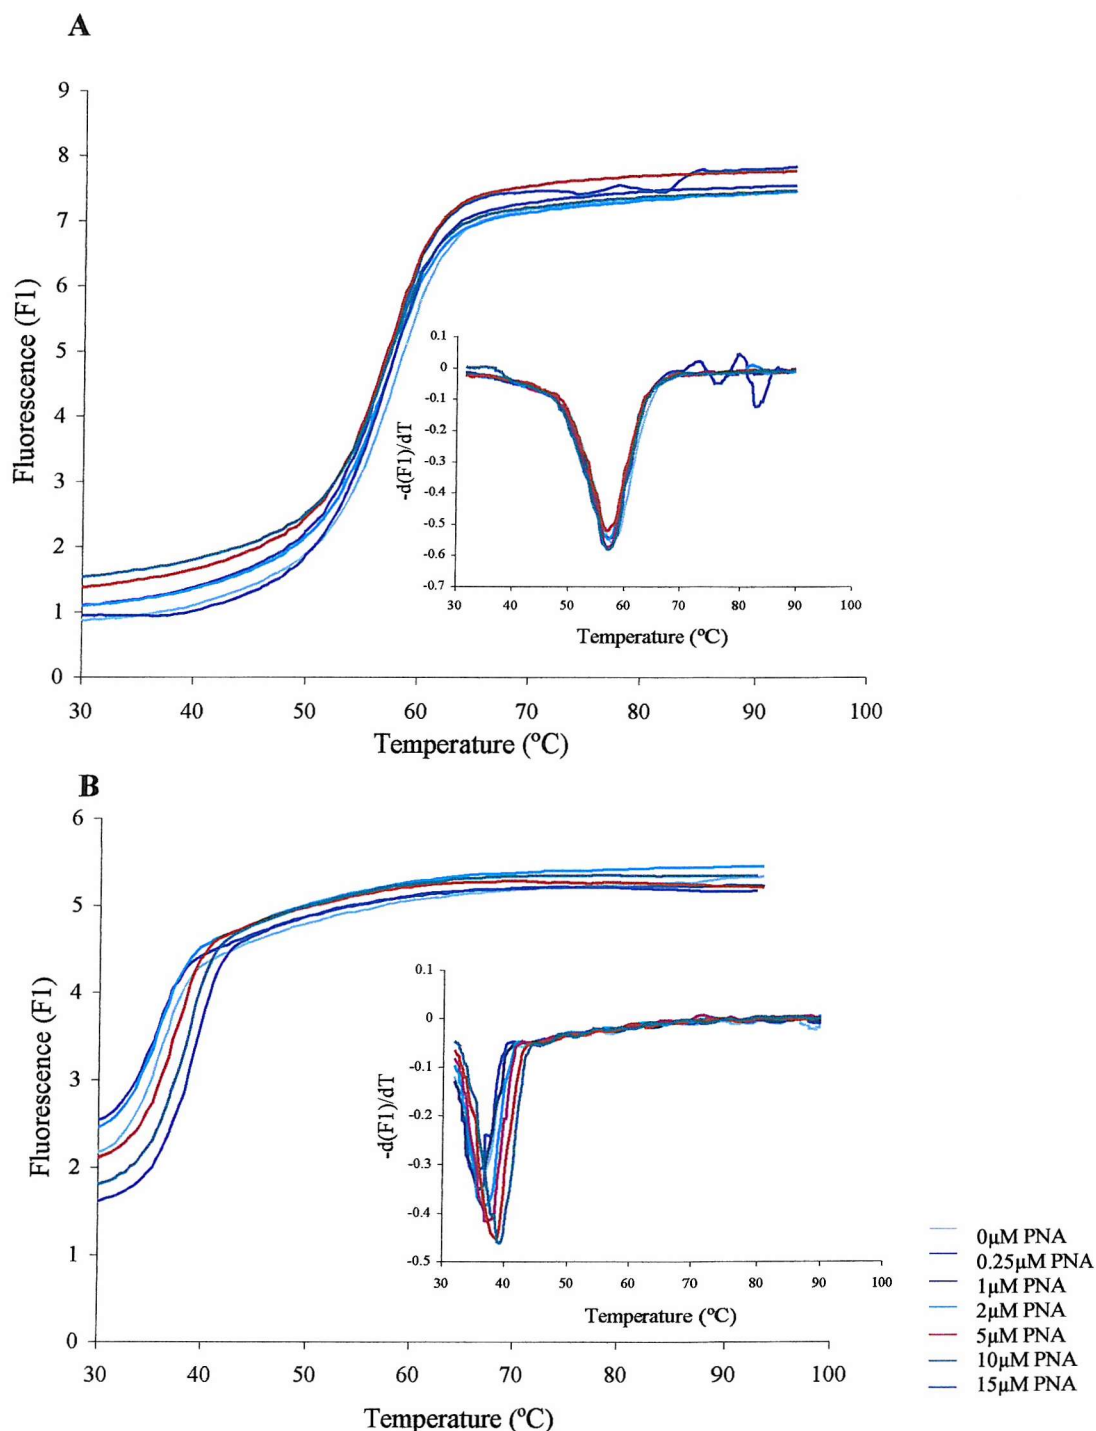 A
9
8
7
6
5
4
3
2
1
0
Fluorescence (F1)
30 40 50 60 70 80 90 100
Temperature (ºC)
0.1
0
-0.1
-0.2
-0.3
-0.4
-0.5
-0.6
-0.7
-d(F1)/dT
30 40 50 60 70 80 90 100
Temperature (ºC)
B
6
5
4
3
2
1
0
Fluorescence (F1)
30 40 50 60 70 80 90 100
Temperature (ºC)
0.1
0
-0.1
-0.2
-0.3
-0.4
-0.5
-d(F1)/dT
30 40 50 60 70 80 90 100
Temperature (ºC)
0µM PNA
0.25µM PNA
1µM PNA
2µM PNA
5µM PNA
10µM PNA
15µM PNA